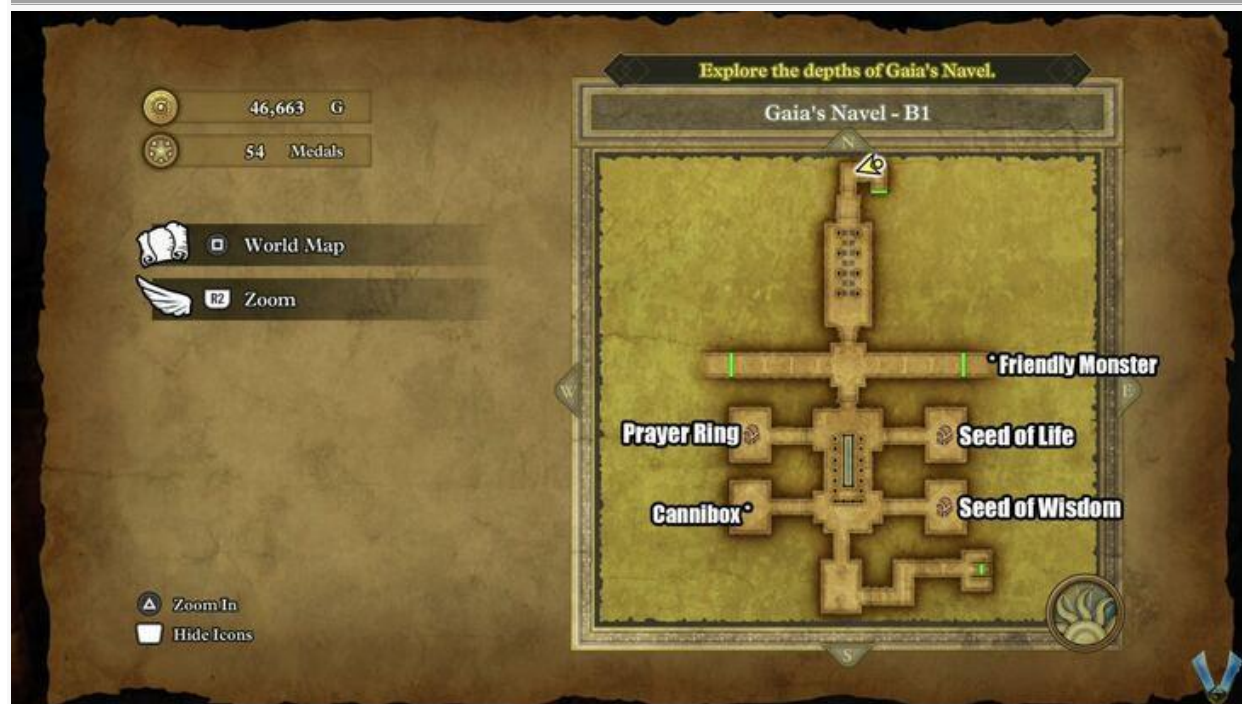 46,663 G
54 Medals
World Map
R2 Zoom
Zoom In
Hide Icons
Explore the depths of Gaia's Navel.
Gaia's Navel - B1
N
Friendly Monster
W
E
Prayer Ring
Seed of Life
Cannibox
Seed of Wisdom
S